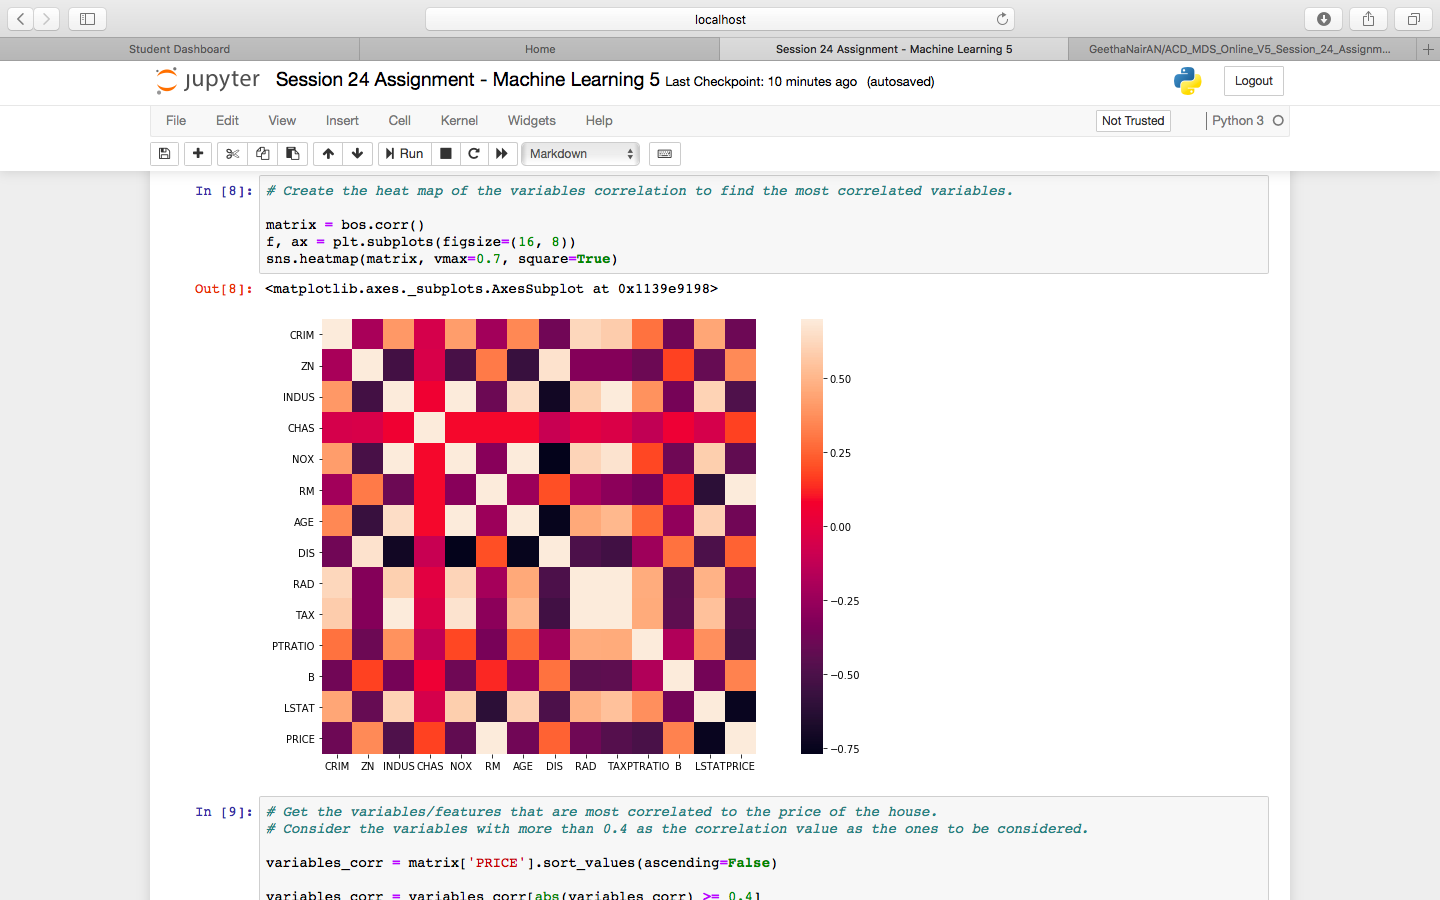 localhost
Student Dashboard
Home
Session 24 Assignment - Machine Learning 5
GeethaNairAN/ACD_MDS_Online_V5_Session_24_Assignm...
jupyter Session 24 Assignment - Machine Learning 5 Last Checkpoint: 10 minutes ago (autosaved)
Logout
File Edit View Insert Cell Kernel Widgets Help
Not Trusted
Python 3
Run
Markdown
In [8]: # Create the heat map of the variables correlation to find the most correlated variables.
matrix = bos.corr()
f, ax = plt.subplots(figsize=(16, 8))
sns.heatmap(matrix, vmax=0.7, square=True)
Out[8]: <matplotlib.axes._subplots.AxesSubplot at 0x1139e9198>
CRIM
ZN
INDUS
CHAS
NOX
RM
AGE
DIS
RAD
TAX
PTRATIO
B
LSTAT
PRICE
CRIM ZN INDUS CHAS NOX RM AGE DIS RAD TAX PTRATIO B LSTAT PRICE
0.50
0.25
0.00
−0.25
−0.50
−0.75
In [9]: # Get the variables/features that are most correlated to the price of the house.
# Consider the variables with more than 0.4 as the correlation value as the ones to be considered.
variables_corr = matrix['PRICE'].sort_values(ascending=False)
variables_corr = variables_corr[abs(variables_corr) >= 0.4]